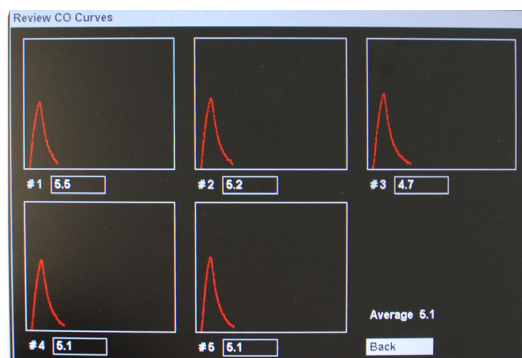 Review CO Curves
#1 5.5
#2 5.2
#3 4.7
#4 5.1
#5 5.1
Average 5.1
Back